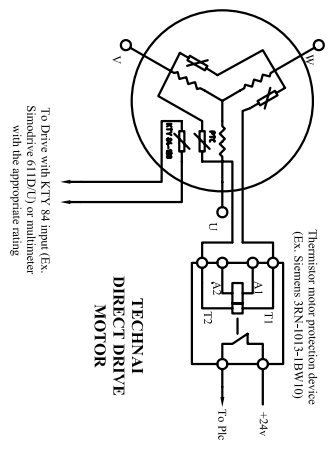 Thermistor motor protection device
(Ex. Siemens 3RN-1013-1BW10)
W
V
U
PTC
KTY 84-130
A1
A2
T1
T2
+24v
To Plc
To Drive with KTY 84 input (Ex.
Simodrive 611D/U) or multimeter
with the appropriate rating
TECHNAI
DIRECT DRIVE
MOTOR